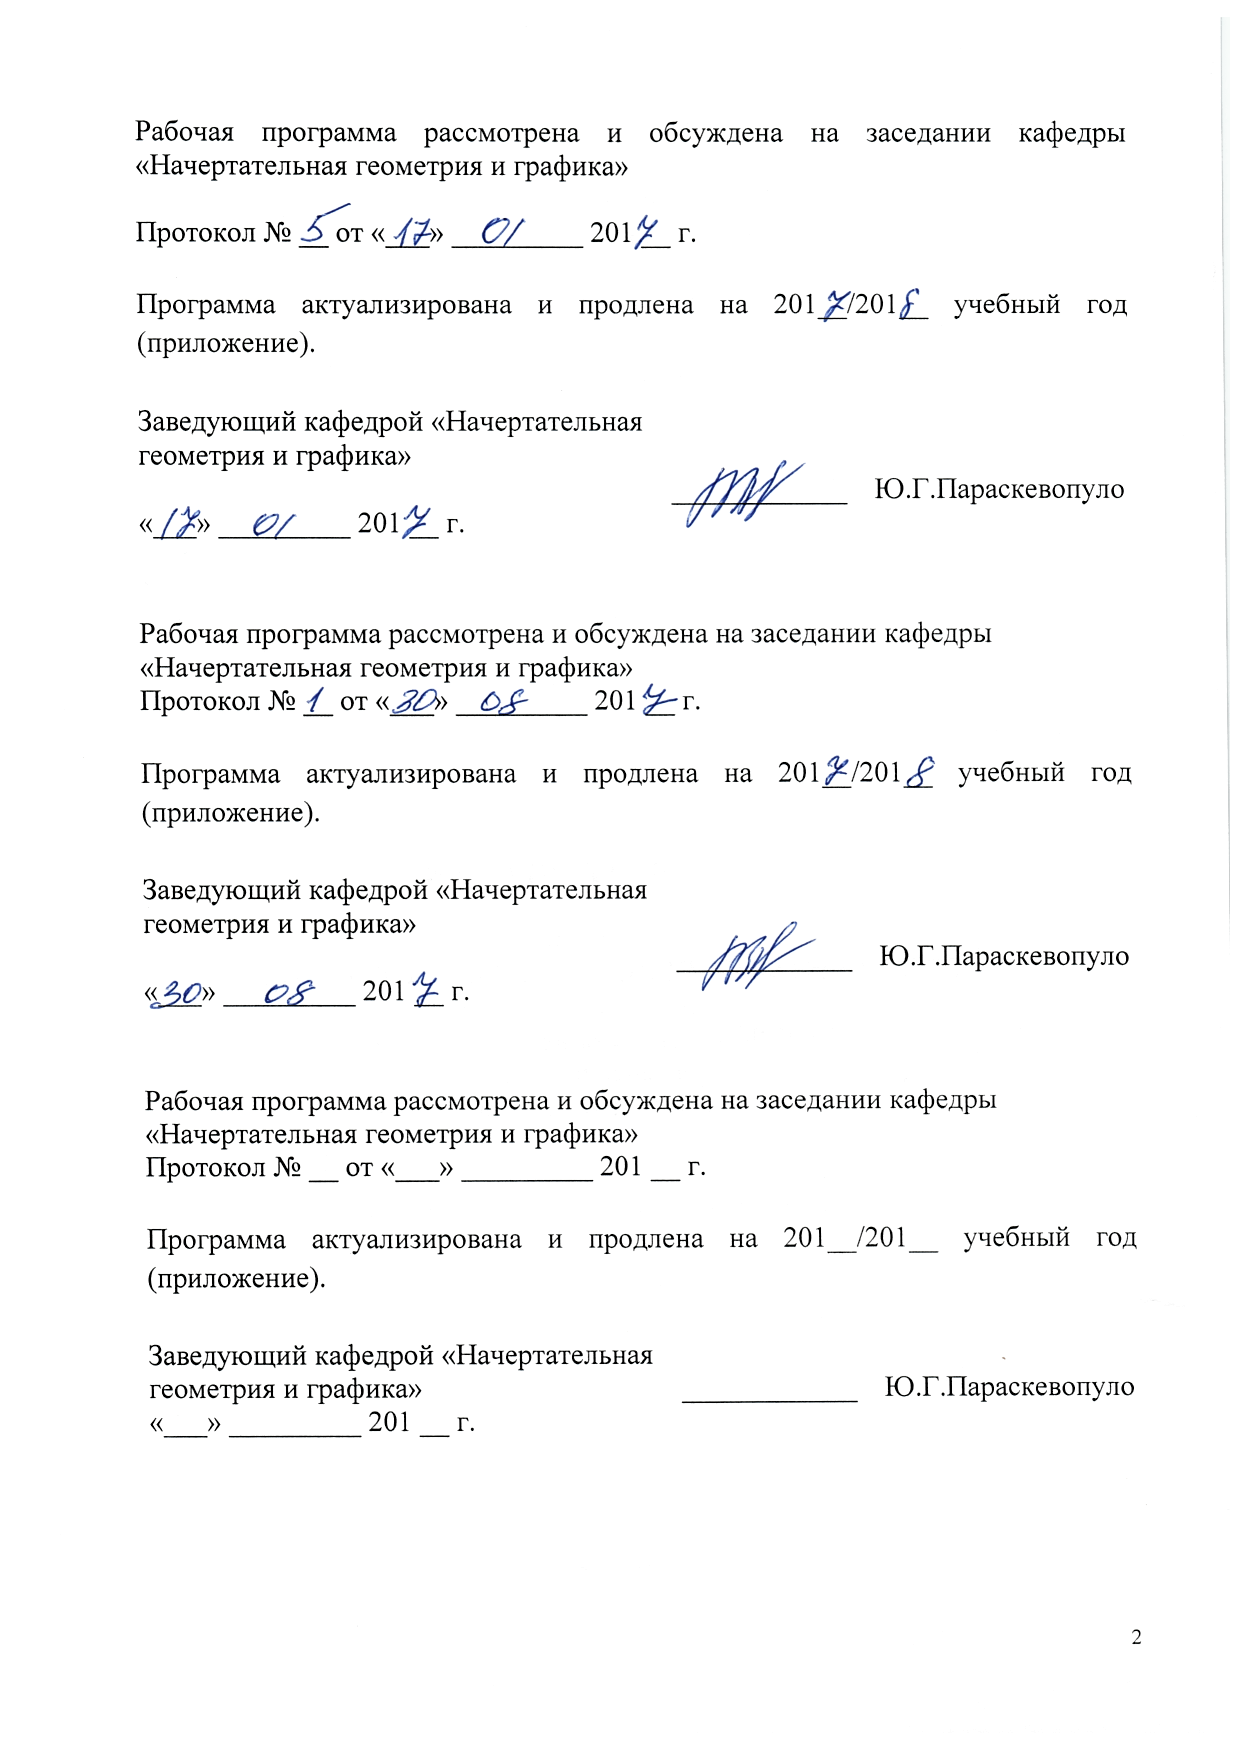 Рабочая программа рассмотрена и обсуждена на заседании кафедры
«Начертательная геометрия и графика»
Протокол № 5 от «17» 01 2017 г.
Программа актуализирована и продлена на 2017/2018 учебный год
(приложение).
Заведующий кафедрой «Начертательная
геометрия и графика»
Ю.Г.Параскевопуло
«17» 01 2017 г.
Рабочая программа рассмотрена и обсуждена на заседании кафедры
«Начертательная геометрия и графика»
Протокол № 1 от «30» 08 2017 г.
Программа актуализирована и продлена на 2017/2018 учебный год
(приложение).
Заведующий кафедрой «Начертательная
геометрия и графика»
Ю.Г.Параскевопуло
«30» 08 2017 г.
Рабочая программа рассмотрена и обсуждена на заседании кафедры
«Начертательная геометрия и графика»
Протокол № __ от «___» _________ 201 __ г.
Программа актуализирована и продлена на 201__/201__ учебный год
(приложение).
Заведующий кафедрой «Начертательная
геометрия и графика» ____________ Ю.Г.Параскевопуло
«___» _________ 201 __ г.
2